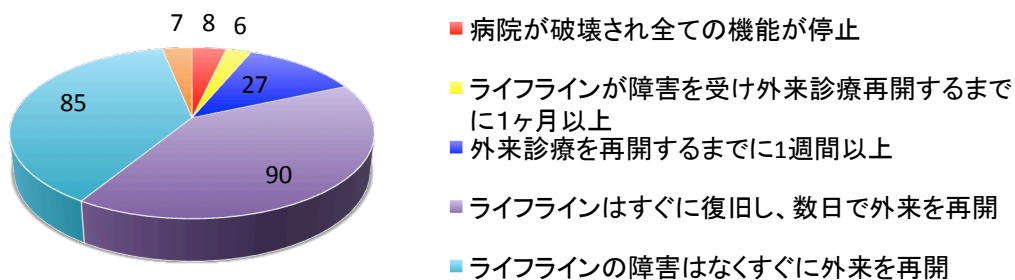 7 8 6
27
85
90
病院が破壊され全ての機能が停止
ライフラインが障害を受け外来診療再開するまで
に1ヶ月以上
外来診療を再開するまでに1週間以上
ライフラインはすぐに復旧し、数日で外来を再開
ライフラインの障害はなくすぐに外来を再開